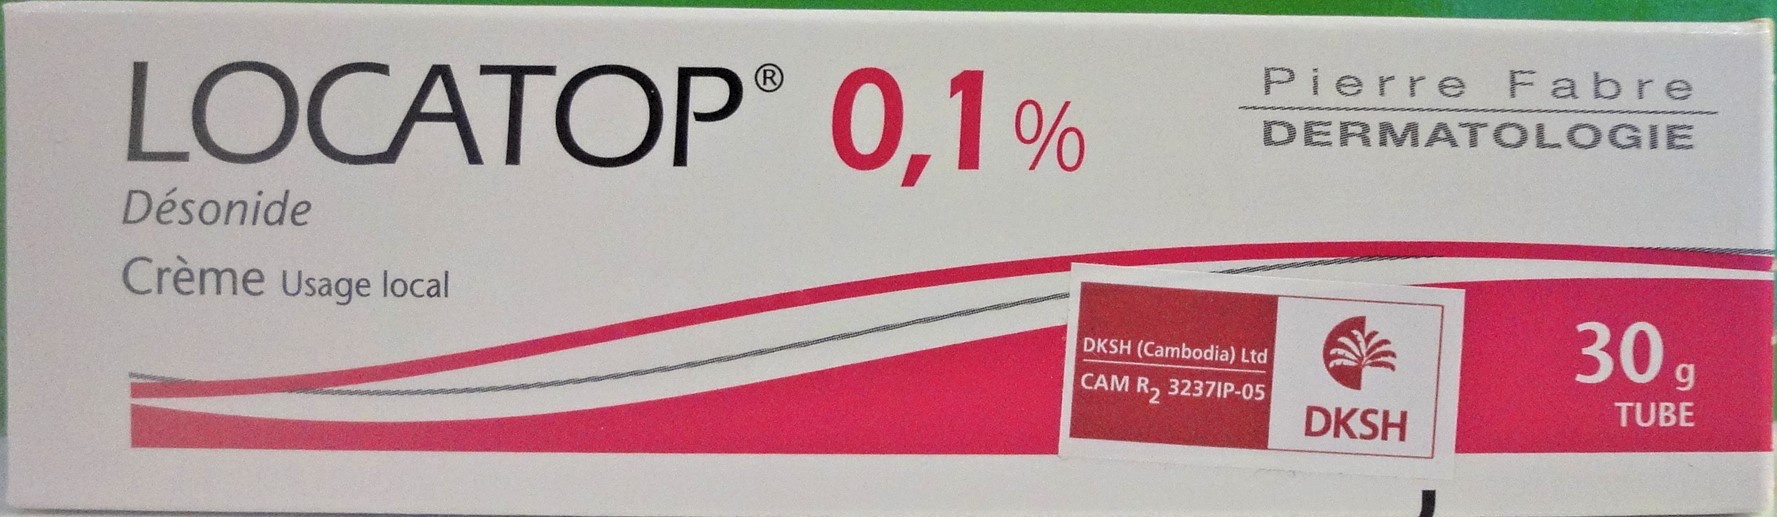 LOCATOP® 0,1%
Pierre Fabre
DERMATOLOGIE
Désonide
Crème Usage local
DKSH (Cambodia) Ltd
CAM R₂ 3237IP-05
DKSH
30 g
TUBE